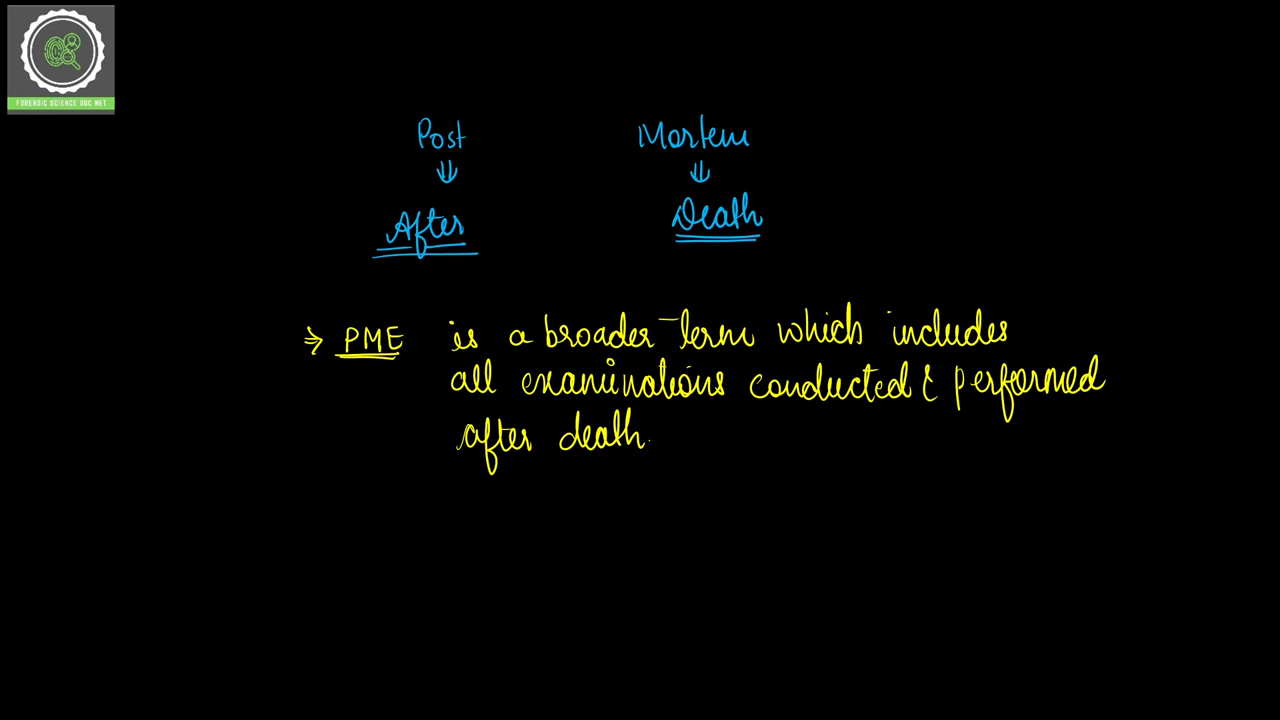 FORENSIC SCIENCE UGC NET
Post Mortem
⇓ ⇓
After Death
⇒ PME is a broader term which includes
all examinations conducted & performed
after death.